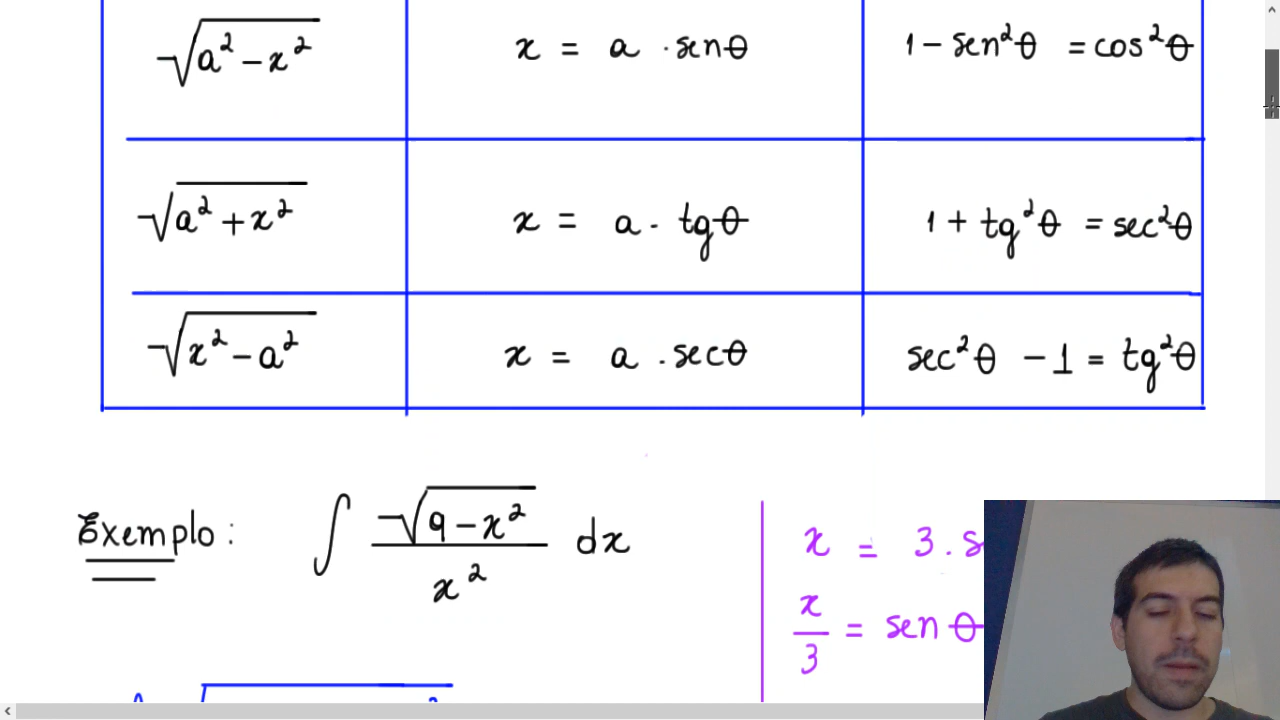 √(a² − x²) x = a · senθ 1 − sen²θ = cos²θ
√(a² + x²) x = a · tgθ 1 + tg²θ = sec²θ
√(x² − a²) x = a · secθ sec²θ − 1 = tg²θ
Exemplo: ∫ √(9 − x²) / x² dx
x = 3 · s
x/3 = sen θ